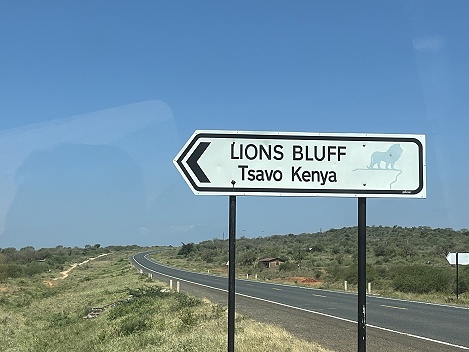 LIONS BLUFF
Tsavo Kenya